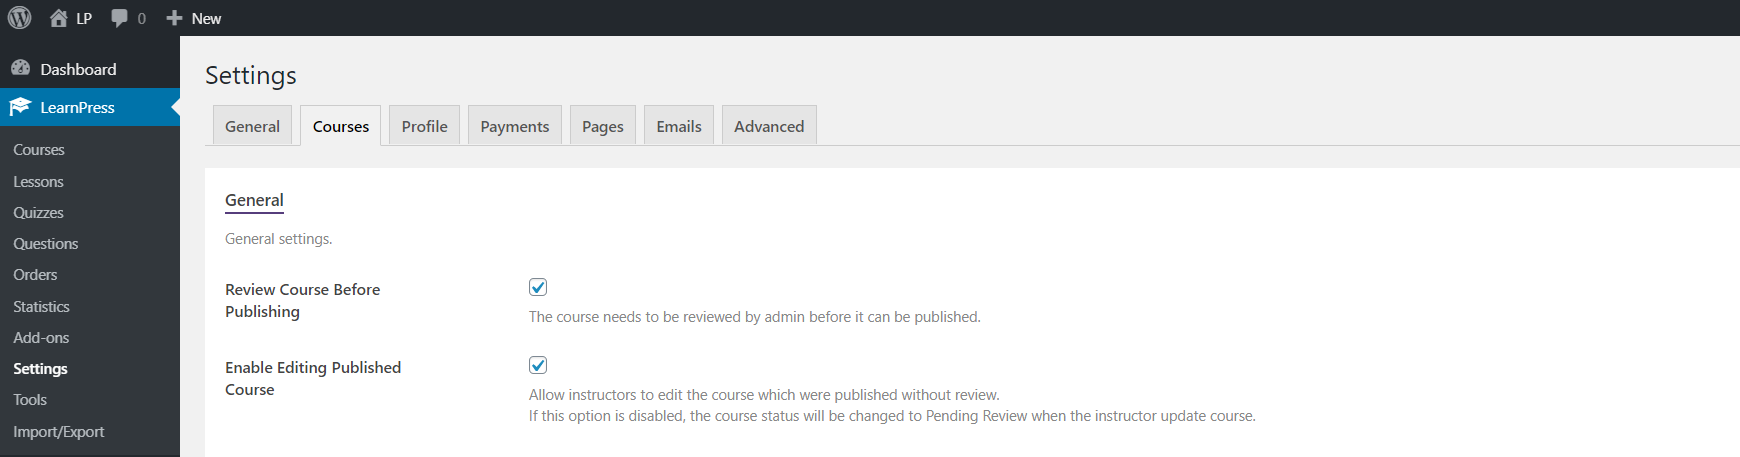 LP 0 New
Dashboard
LearnPress
Courses
Lessons
Quizzes
Questions
Orders
Statistics
Add-ons
Settings
Tools
Import/Export
Settings
General Courses Profile Payments Pages Emails Advanced
General
General settings.
Review Course Before
Publishing
The course needs to be reviewed by admin before it can be published.
Enable Editing Published
Course
Allow instructors to edit the course which were published without review.
If this option is disabled, the course status will be changed to Pending Review when the instructor update course.